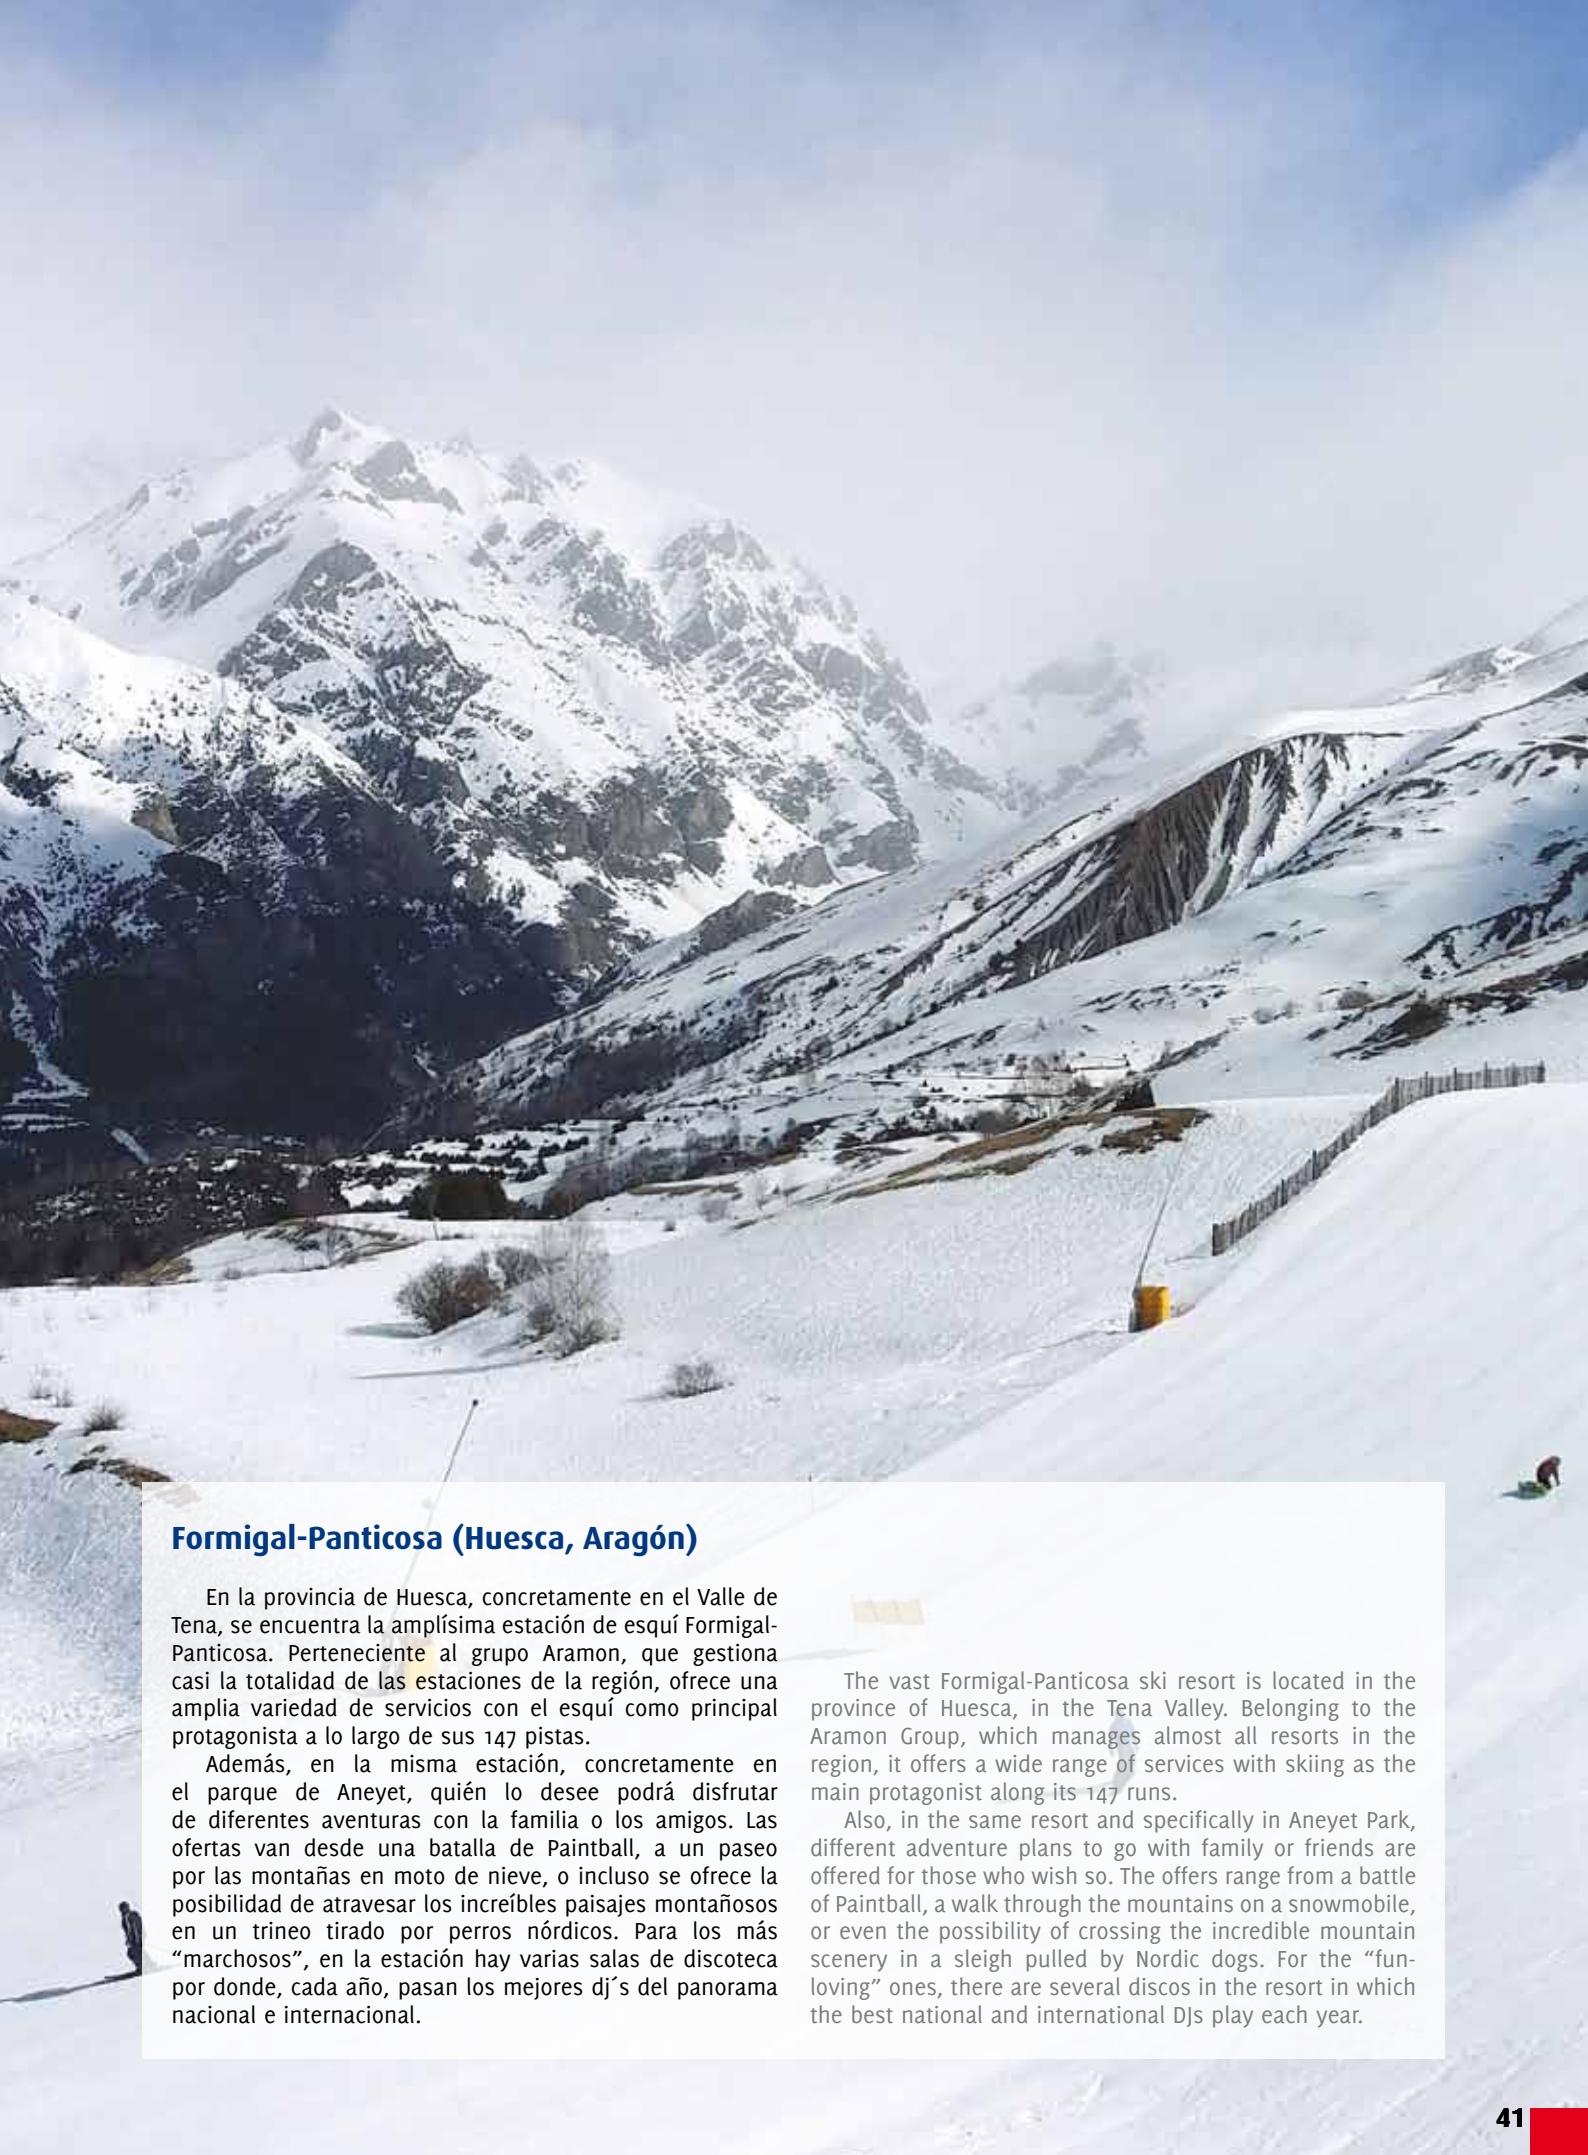 Formigal-Panticosa (Huesca, Aragón)
En la provincia de Huesca, concretamente en el Valle de
Tena, se encuentra la amplísima estación de esquí Formigal-
Panticosa. Perteneciente al grupo Aramon, que gestiona
casi la totalidad de las estaciones de la región, ofrece una
amplia variedad de servicios con el esquí como principal
protagonista a lo largo de sus 147 pistas.
Además, en la misma estación, concretamente en
el parque de Aneyet, quién lo desee podrá disfrutar
de diferentes aventuras con la familia o los amigos. Las
ofertas van desde una batalla de Paintball, a un paseo
por las montañas en moto de nieve, o incluso se ofrece la
posibilidad de atravesar los increíbles paisajes montañosos
en un trineo tirado por perros nórdicos. Para los más
“marchosos”, en la estación hay varias salas de discoteca
por donde, cada año, pasan los mejores dj´s del panorama
nacional e internacional.
The vast Formigal-Panticosa ski resort is located in the
province of Huesca, in the Tena Valley. Belonging to the
Aramon Group, which manages almost all resorts in the
region, it offers a wide range of services with skiing as the
main protagonist along its 147 runs.
Also, in the same resort and specifically in Aneyet Park,
different adventure plans to go with family or friends are
offered for those who wish so. The offers range from a battle
of Paintball, a walk through the mountains on a snowmobile,
or even the possibility of crossing the incredible mountain
scenery in a sleigh pulled by Nordic dogs. For the “fun-
loving” ones, there are several discos in the resort in which
the best national and international DJs play each year.
41